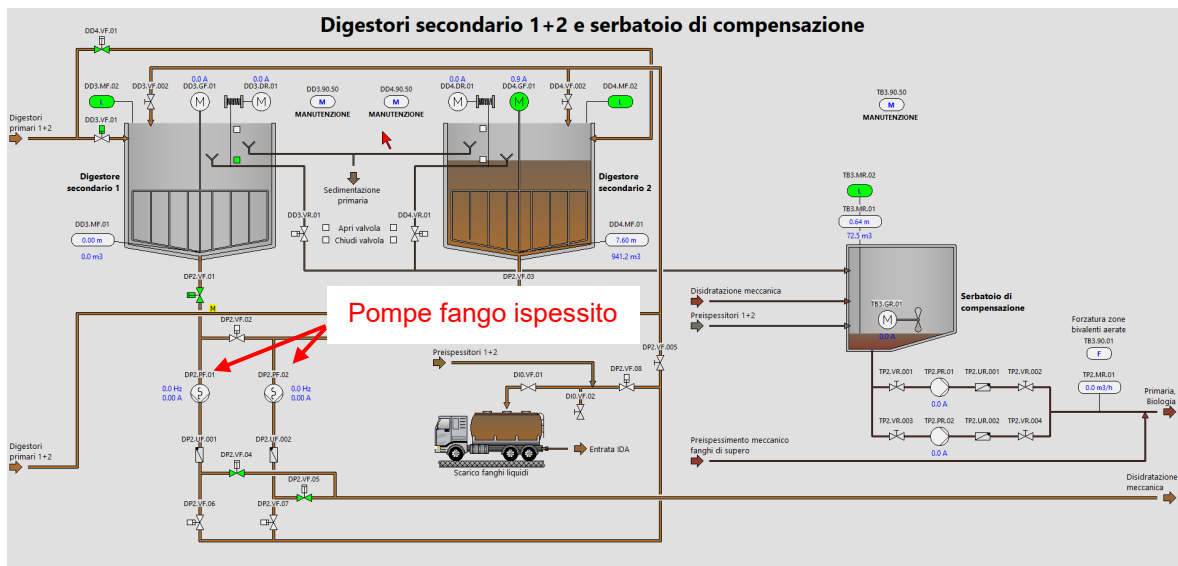 Digestori secondario 1+2 e serbatoio di compensazione
DD4.VF.01
0.0 A
0.0 A
0.0 A
0.9 A
DD3.MF.02
DD3.VF.002
DD3.GF.01
DD3.DR.01
DD3.90.50
DD4.90.50
DD4.DR.01
DD4.GF.01
DD4.VF.002
DD4.MF.02
TB3.90.50
L
M
M
M
M
M
M
L
M
MANUTENZIONE
MANUTENZIONE
MANUTENZIONE
Digestori
primari 1+2
DD3.VF.01
Digestore
secondario 1
Sedimentazione
primaria
Digestore
secondario 2
TB3.MR.02
L
DD3.VR.01
DD4.VR.01
Apri valvola
Chiudi valvola
DD3.MF.01
0.00 m
0.0 m3
DD4.MF.01
7.60 m
941.2 m3
TB3.MR.01
0.64 m
72.5 m3
DP2.VF.01
DP2.VF.03
M
Pompe fango ispessito
Disidratazione meccanica
Preispessitori 1+2
TB3.GR.01
M
0.0 A
Serbatoio di
compensazione
Forzatura zone
bivalenti aerate
TB3.90.01
F
DP2.VF.02
DP2.VF.005
Preispessitori 1+2
DP2.PF.01
0.0 Hz
0.00 A
DP2.PF.02
0.0 Hz
0.00 A
DI0.VF.01
DP2.VF.08
DI0.VF.02
TP2.VR.001
TP2.PR.01
TP2.UR.001
TP2.VR.002
0.0 A
TP2.MR.01
0.0 m3/h
Primaria,
Biologia
TP2.VR.003
TP2.PR.02
TP2.UR.002
TP2.VR.004
0.0 A
Digestori
primari 1+2
DP2.UF.001
DP2.UF.002
Entrata IDA
Scarico fanghi liquidi
Preispessimento meccanico
fanghi di supero
DP2.VF.04
DP2.VF.05
Disidratazione
meccanica
DP2.VF.06
DP2.VF.07